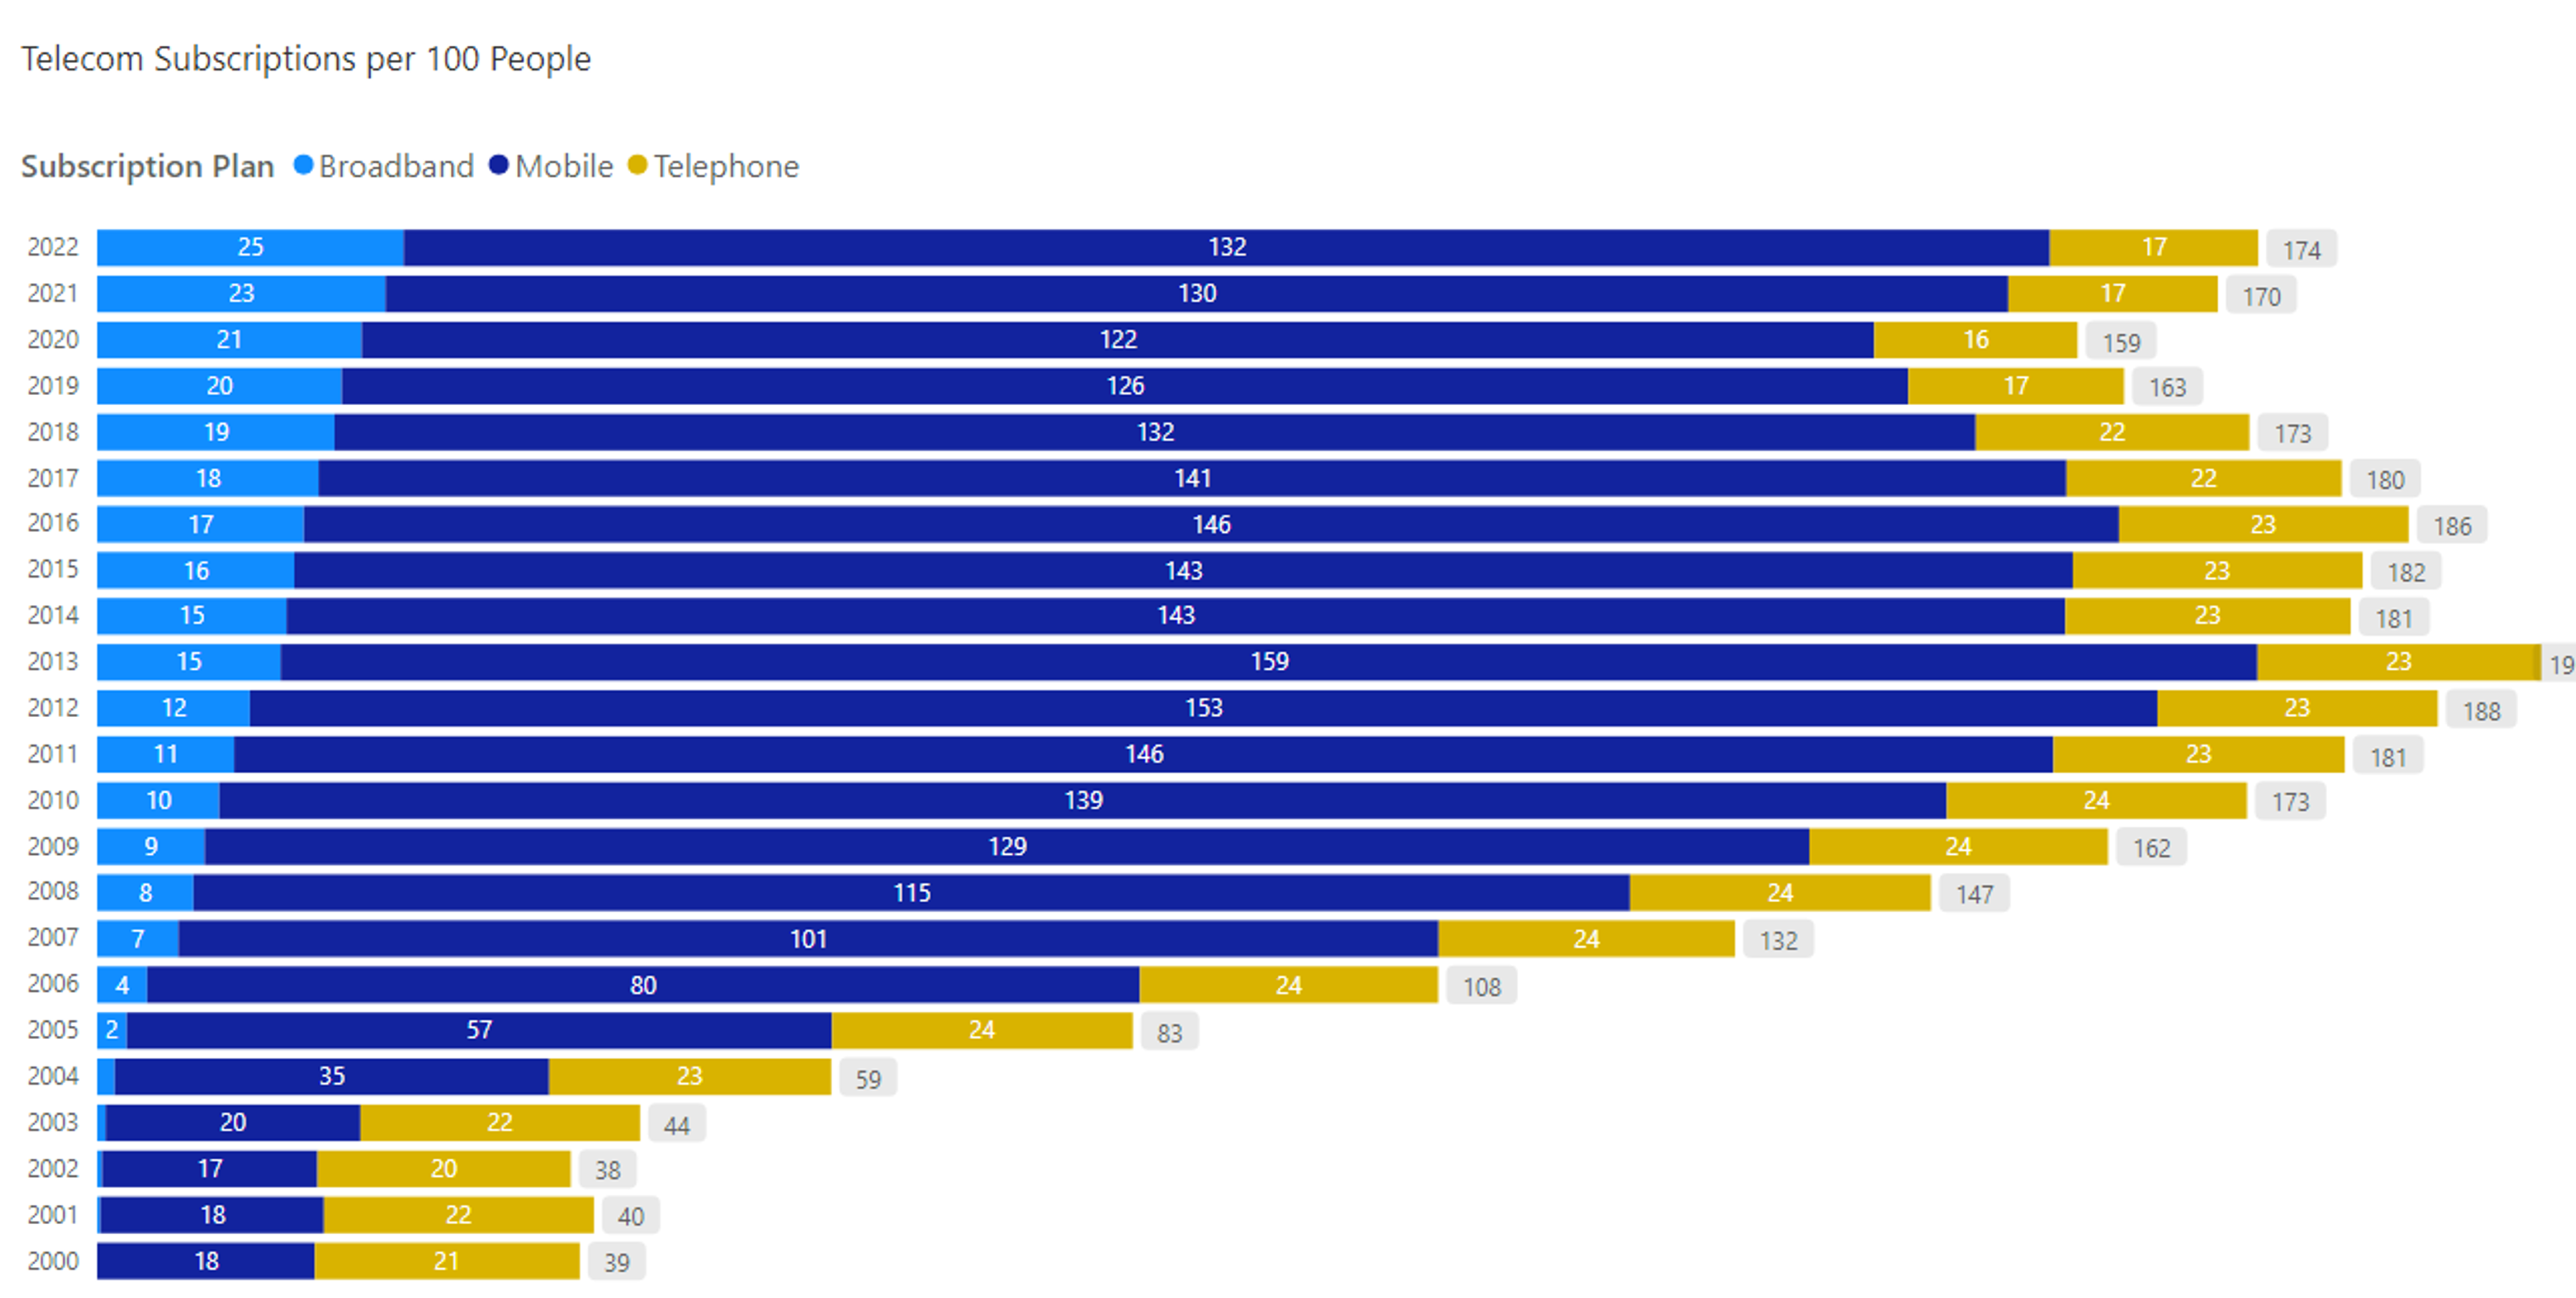 Telecom Subscriptions per 100 People
Subscription Plan Broadband Mobile Telephone
2022 25 132 17 174
2021 23 130 17 170
2020 21 122 16 159
2019 20 126 17 163
2018 19 132 22 173
2017 18 141 22 180
2016 17 146 23 186
2015 16 143 23 182
2014 15 143 23 181
2013 15 159 23 19
2012 12 153 23 188
2011 11 146 23 181
2010 10 139 24 173
2009 9 129 24 162
2008 8 115 24 147
2007 7 101 24 132
2006 4 80 24 108
2005 2 57 24 83
2004 35 23 59
2003 20 22 44
2002 17 20 38
2001 18 22 40
2000 18 21 39